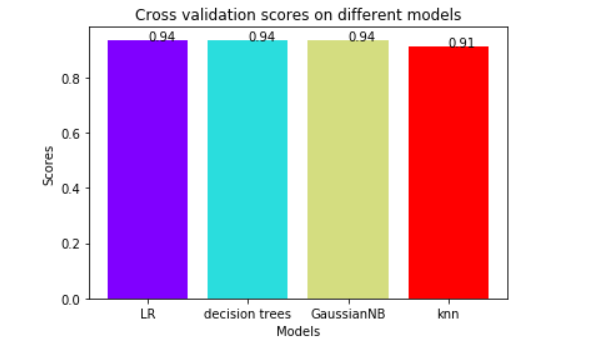 Cross validation scores on different models
0.94 0.94 0.94 0.91
0.8
0.6
0.4
0.2
0.0
Scores
LR decision trees GaussianNB knn
Models